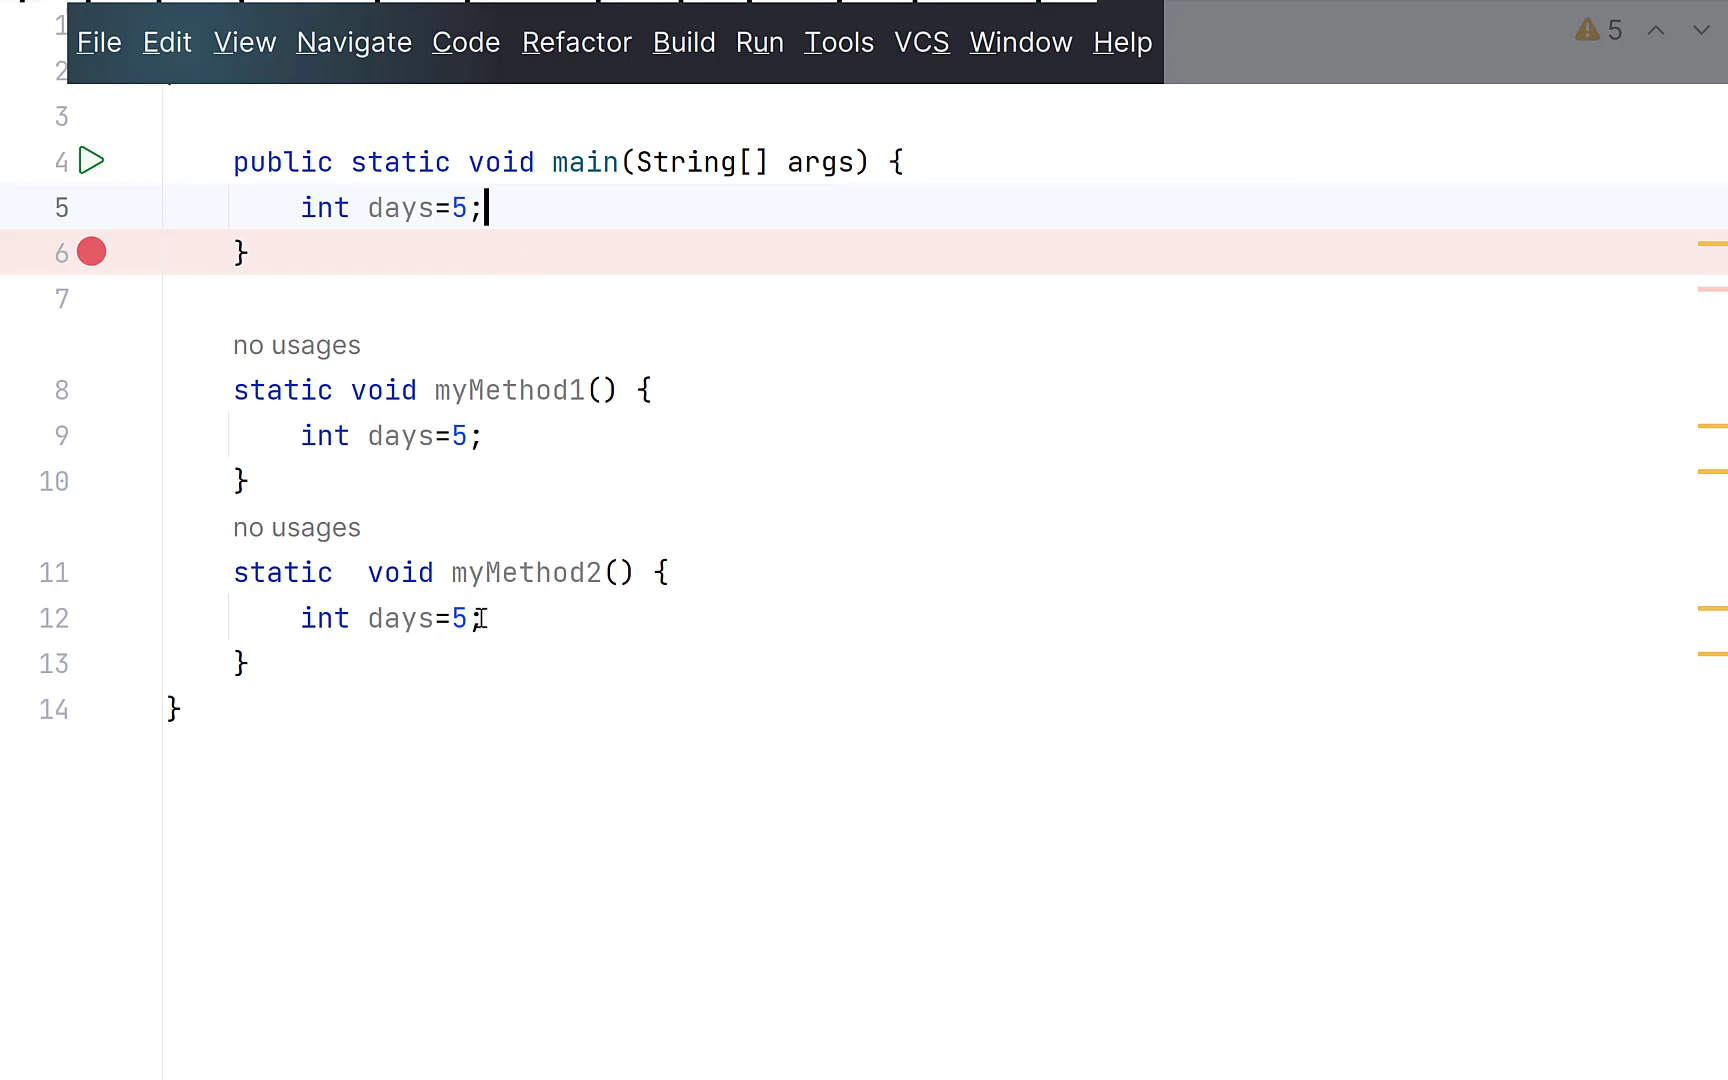 File Edit View Navigate Code Refactor Build Run Tools VCS Window Help
5
1
2
3
4 public static void main(String[] args) {
5 int days=5;
6 }
7
no usages
8 static void myMethod1() {
9 int days=5;
10 }
no usages
11 static  void myMethod2() {
12 int days=5;
13 }
14 }